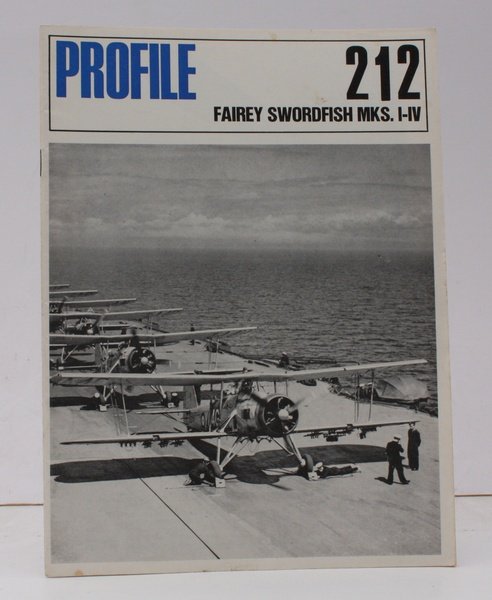 PROFILE 212
FAIREY SWORDFISH MKS. I-IV